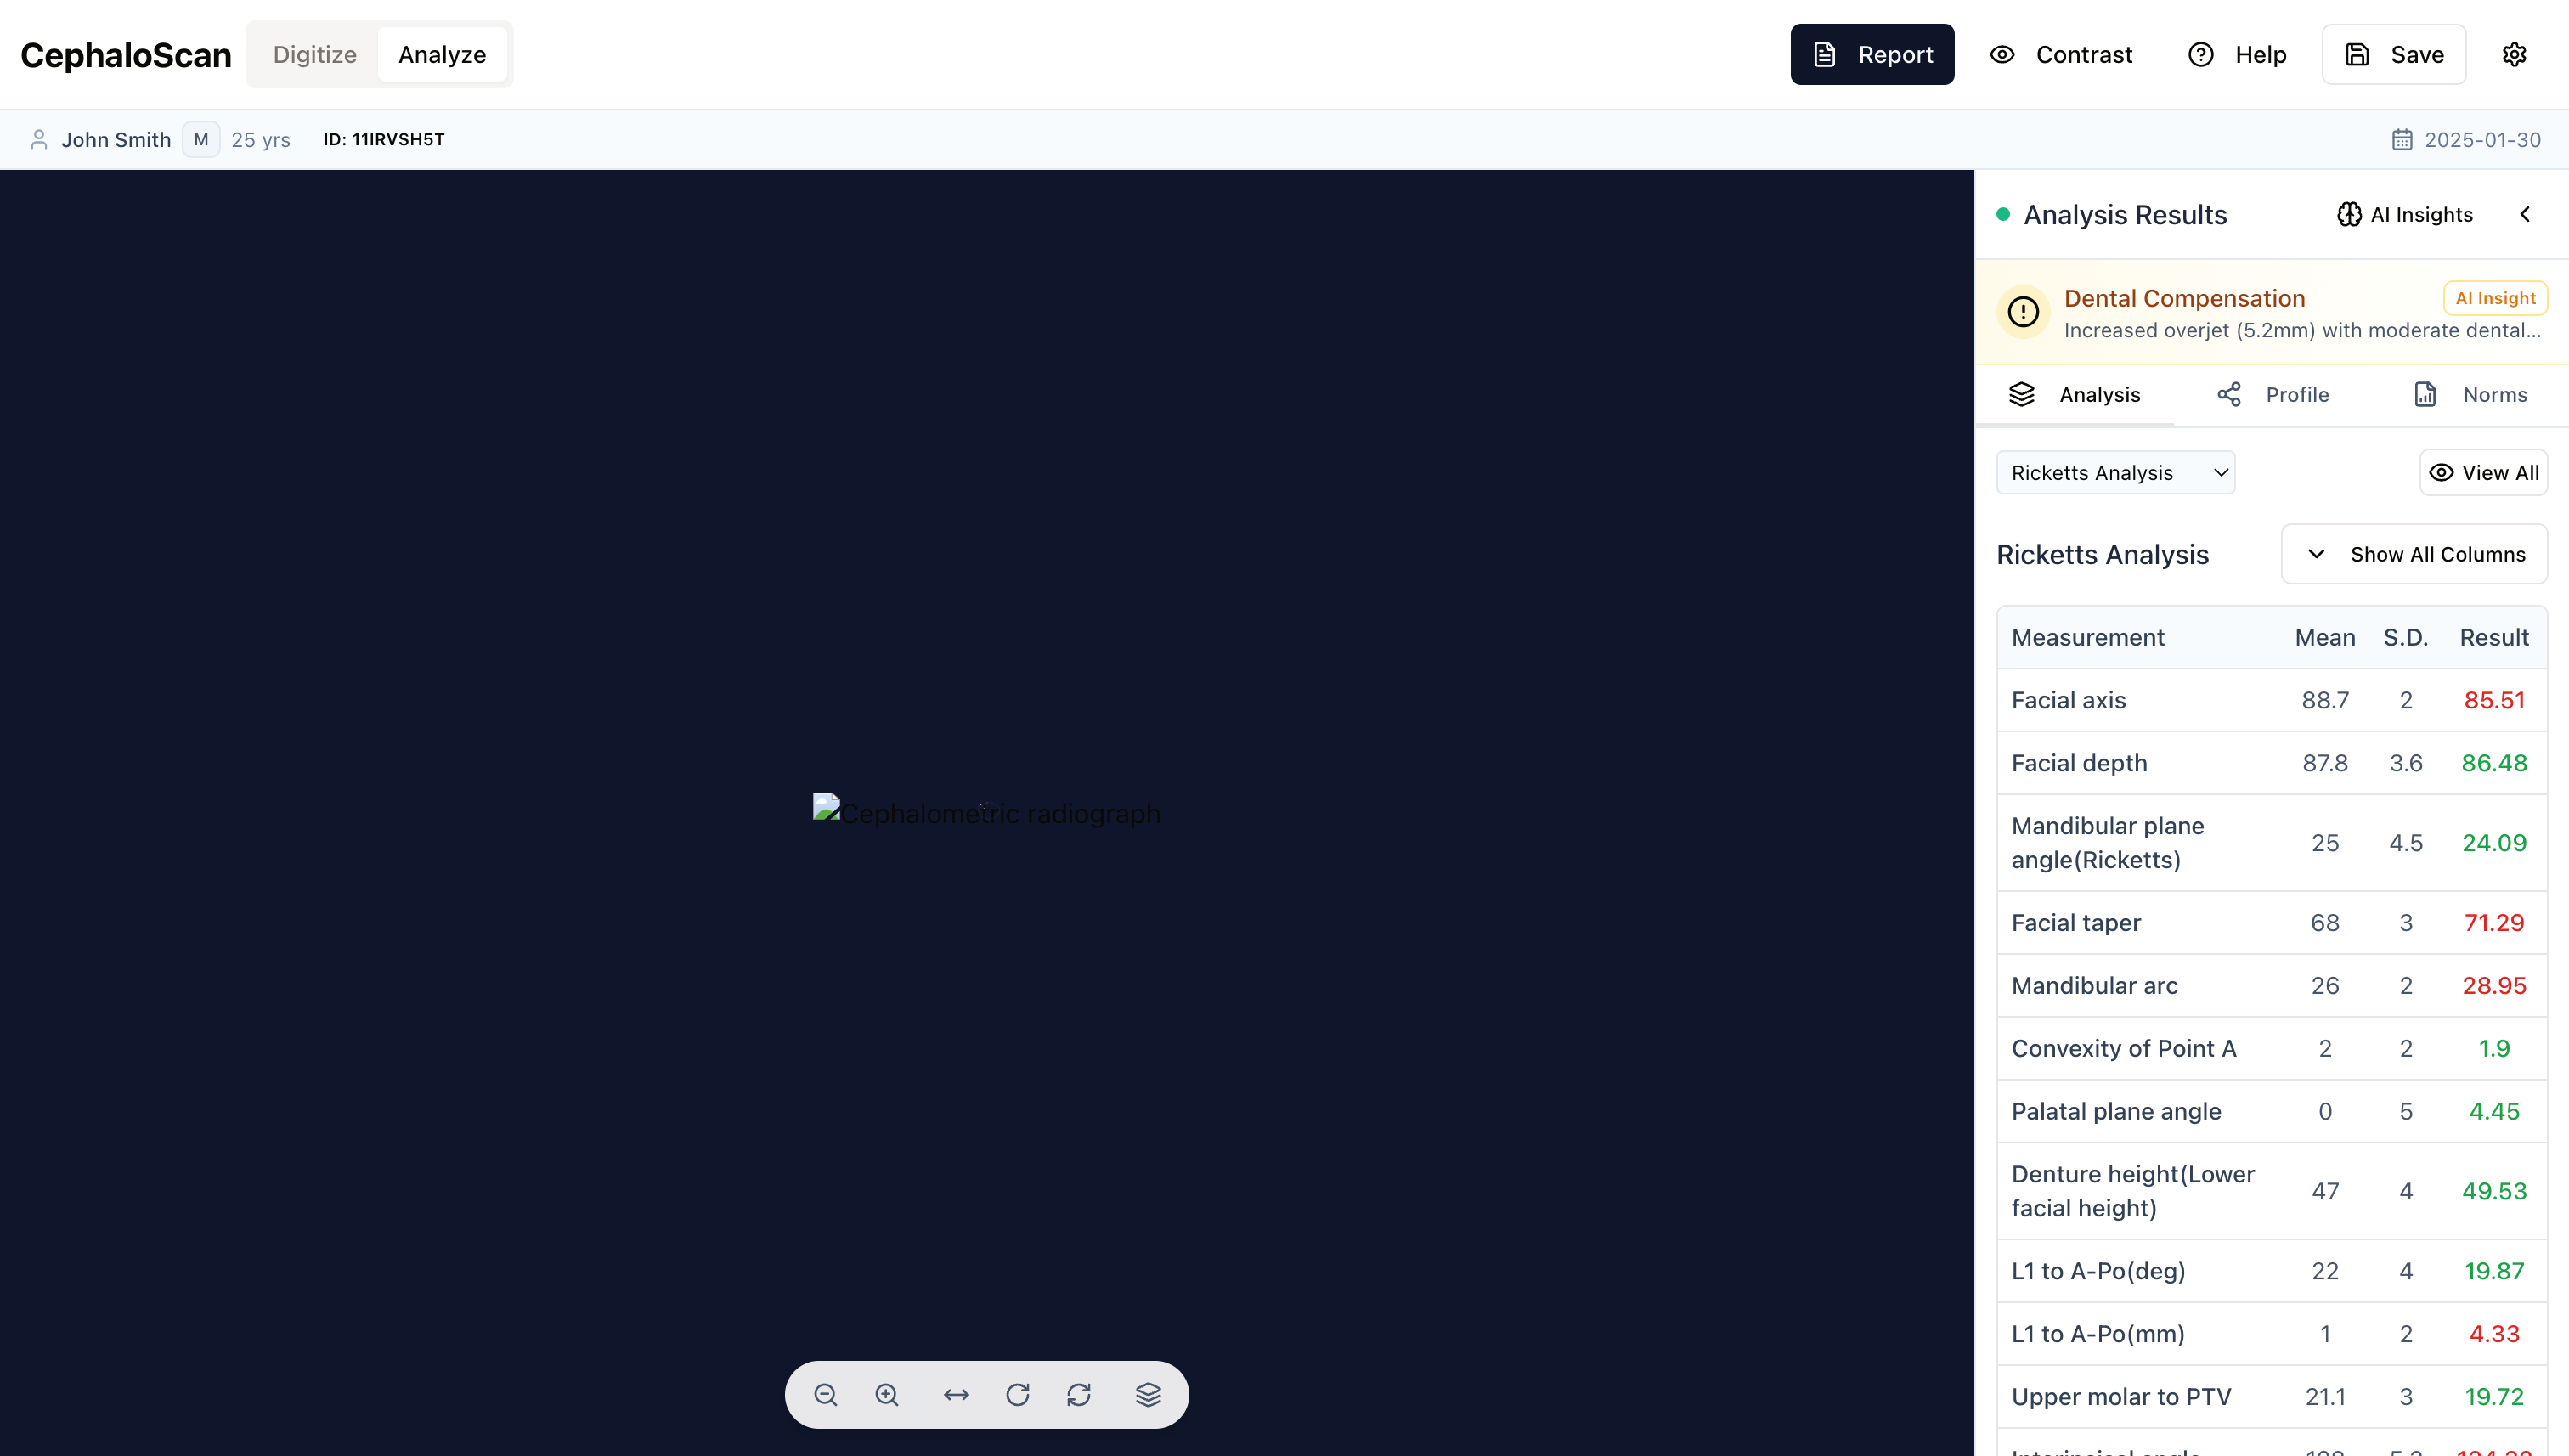 CephaloScan
Digitize
Analyze
Report
Contrast
Help
Save
John Smith
M
25 yrs
ID: 11IRVSH5T
2025-01-30
Cephalometric radiograph
Analysis Results
AI Insights
Dental Compensation
AI Insight
Increased overjet (5.2mm) with moderate dental...
Analysis
Profile
Norms
Ricketts Analysis
View All
Ricketts Analysis
Show All Columns
Measurement Mean S.D. Result
Facial axis 88.7 2 85.51
Facial depth 87.8 3.6 86.48
Mandibular plane
angle(Ricketts) 25 4.5 24.09
Facial taper 68 3 71.29
Mandibular arc 26 2 28.95
Convexity of Point A 2 2 1.9
Palatal plane angle 0 5 4.45
Denture height(Lower
facial height) 47 4 49.53
L1 to A-Po(deg) 22 4 19.87
L1 to A-Po(mm) 1 2 4.33
Upper molar to PTV 21.1 3 19.72